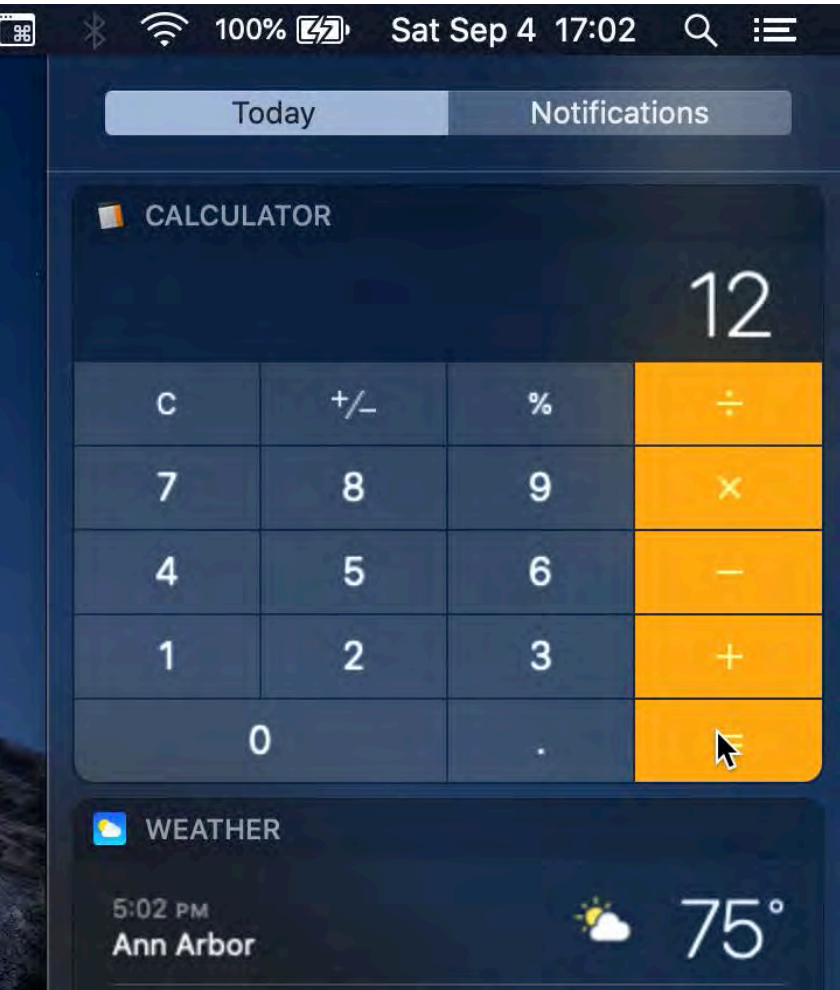 100% Sat Sep 4 17:02
Today Notifications
CALCULATOR
12
C +/- % ÷
7 8 9 ×
4 5 6 −
1 2 3 +
0 . =
WEATHER
5:02 PM
Ann Arbor
75°